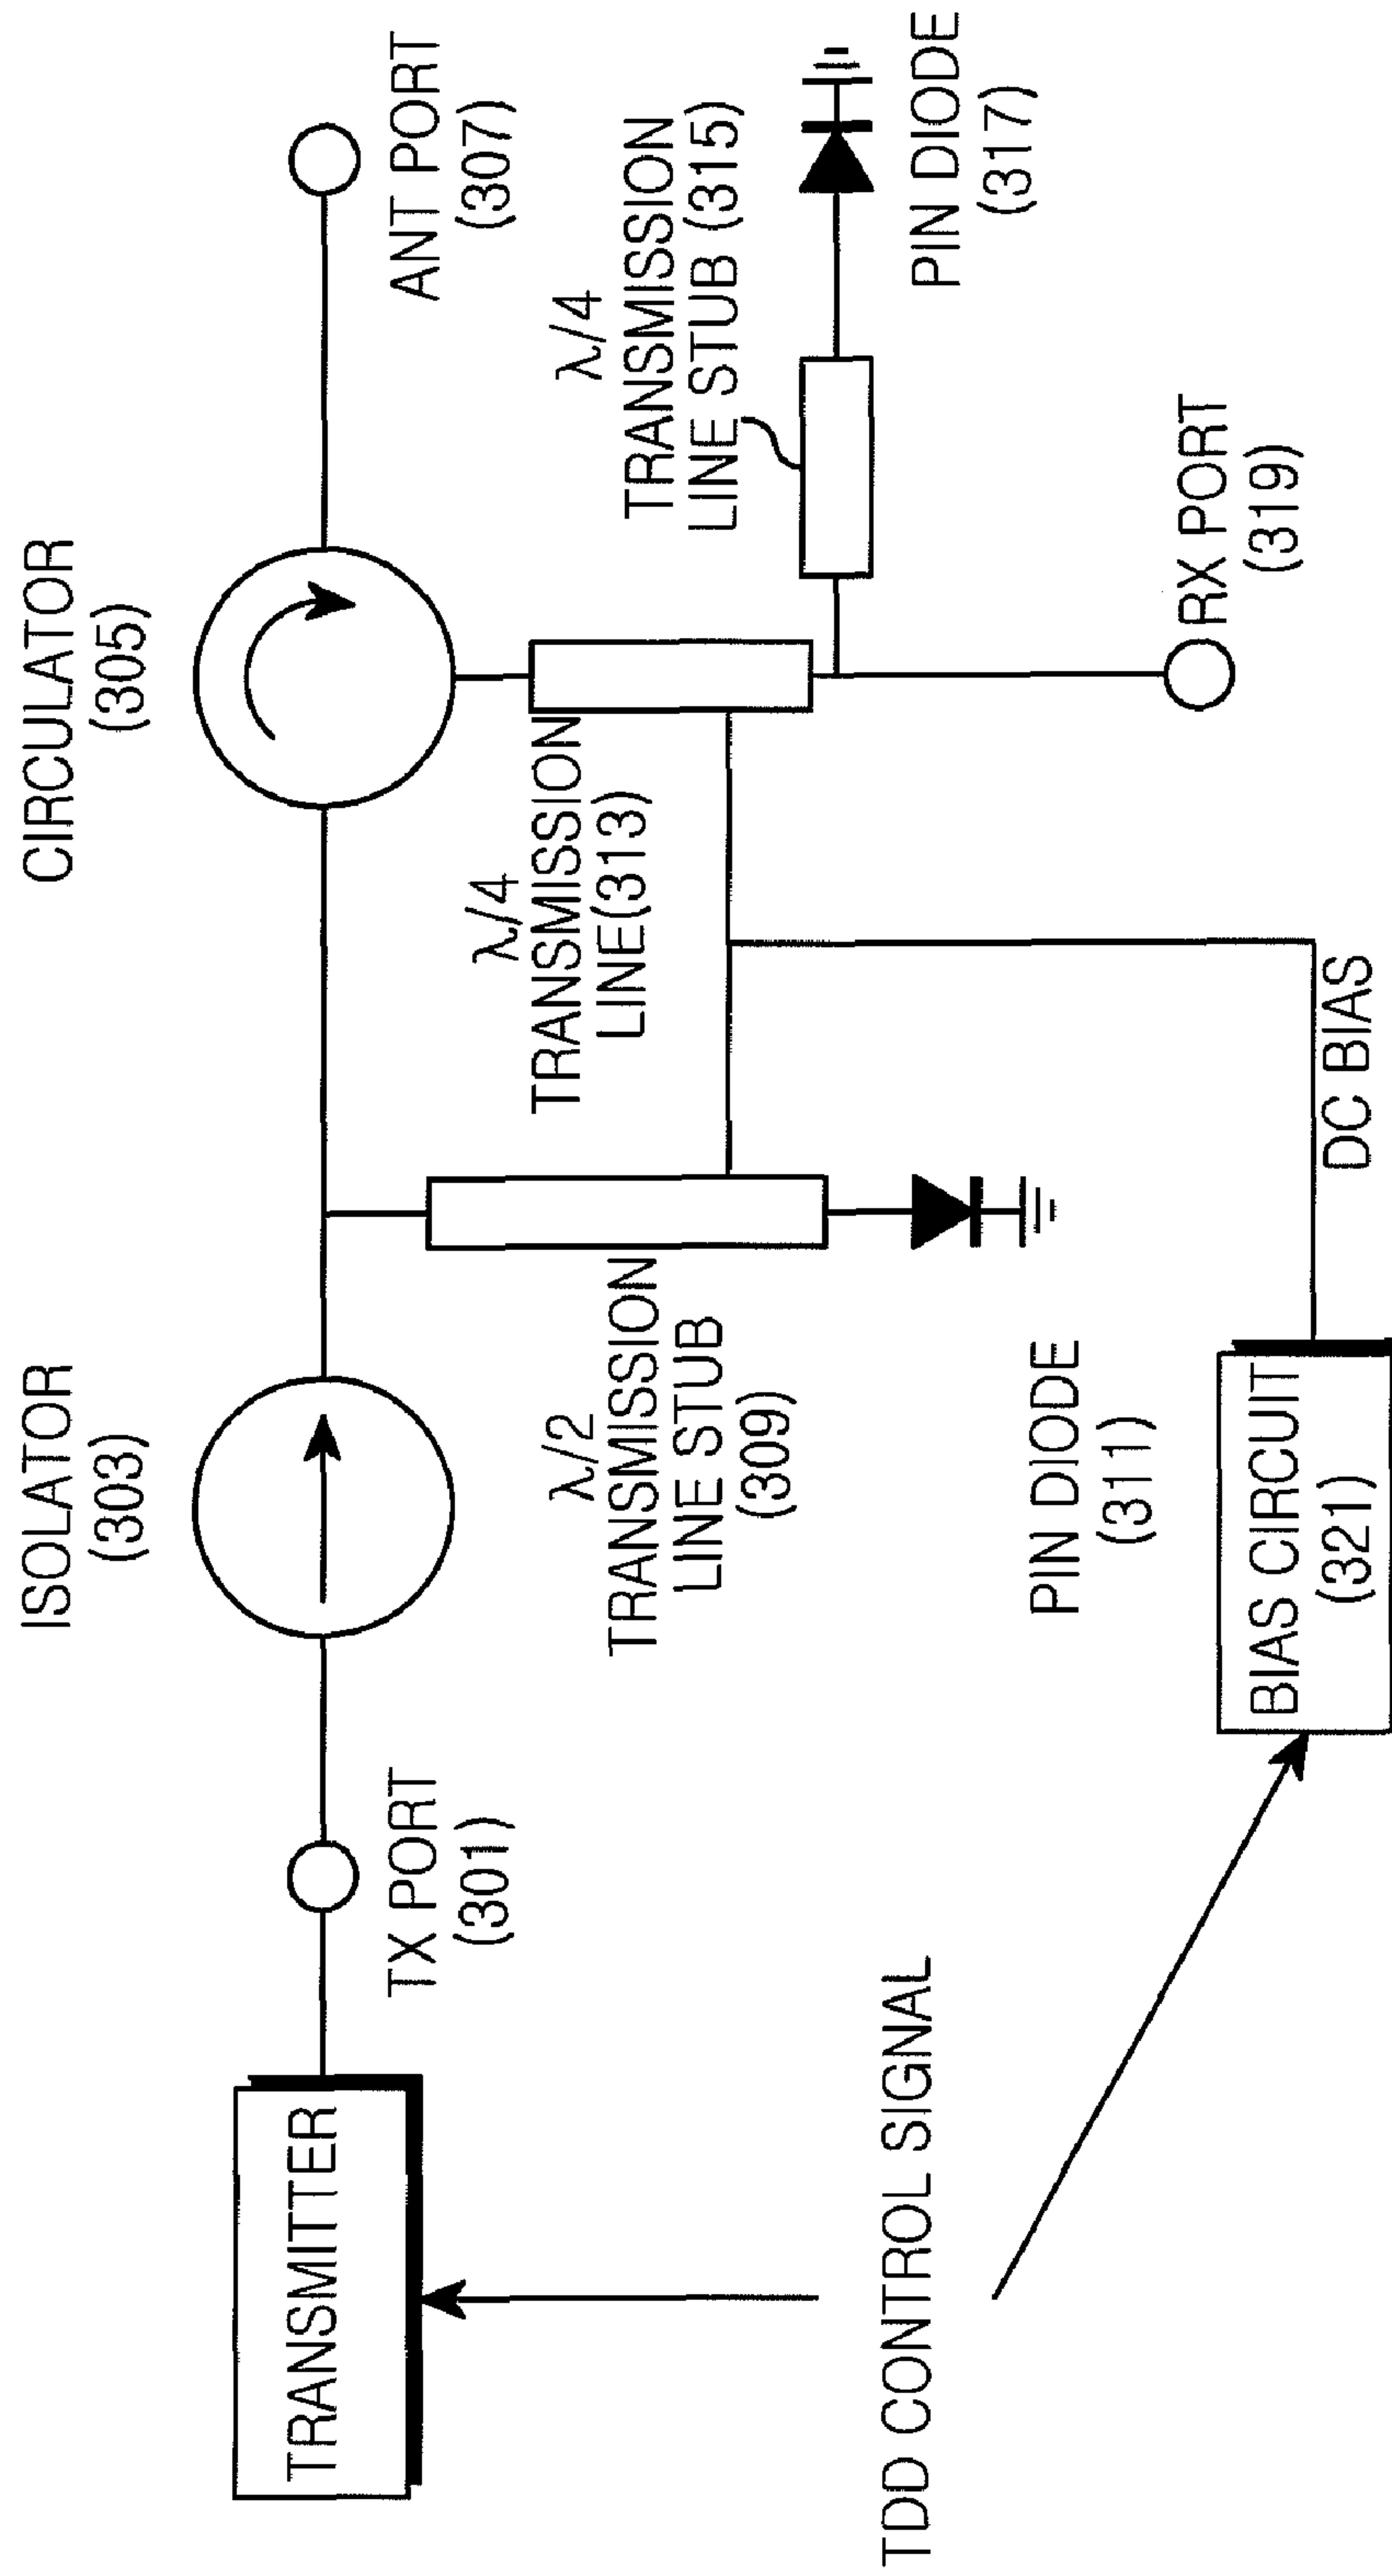 ISOLATOR
(303)
CIRCULATOR
(305)
TRANSMITTER
TX PORT
(301)
ANT PORT
(307)
λ/2
TRANSMISSION
LINE STUB
(309)
λ/4
TRANSMISSION
LINE(313)
λ/4
TRANSMISSION
LINE STUB (315)
PIN DIODE
(317)
PIN DIODE
(311)
RX PORT
(319)
TDD CONTROL SIGNAL
BIAS CIRCUIT
(321)
DC BIAS